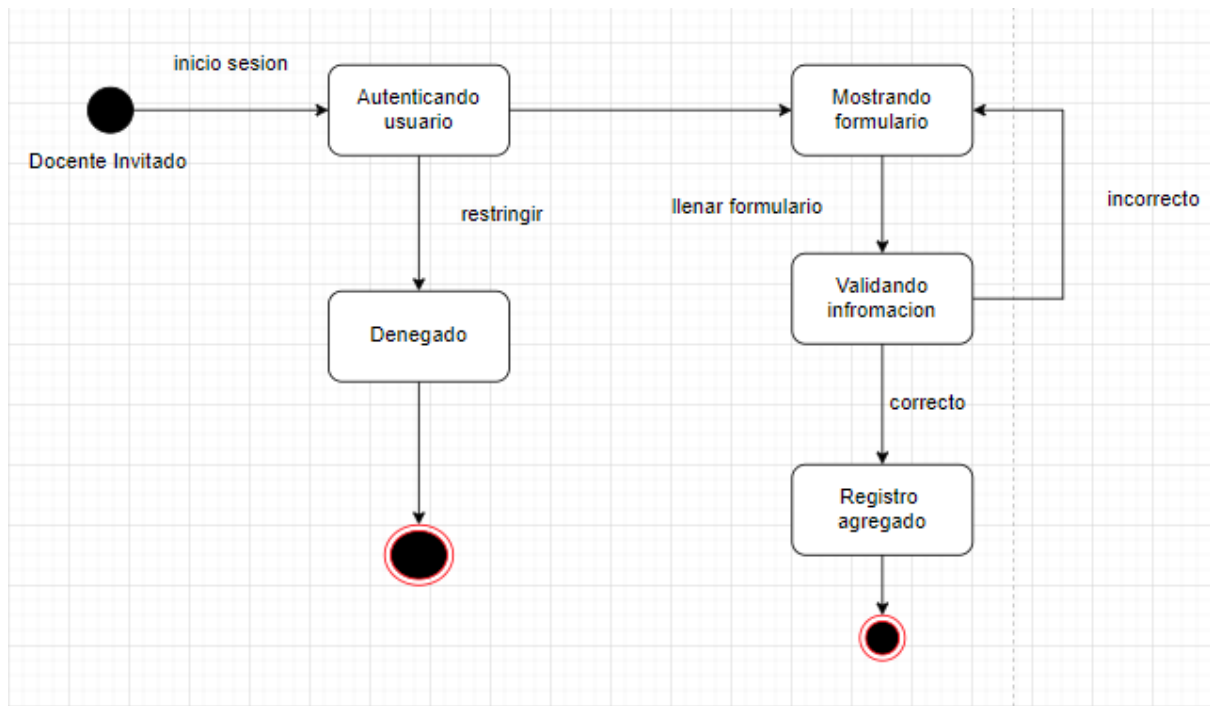 inicio sesion
Autenticando
usuario
Mostrando
formulario
Docente Invitado
restringir
llenar formulario
incorrecto
Validando
infromacion
Denegado
correcto
Registro
agregado